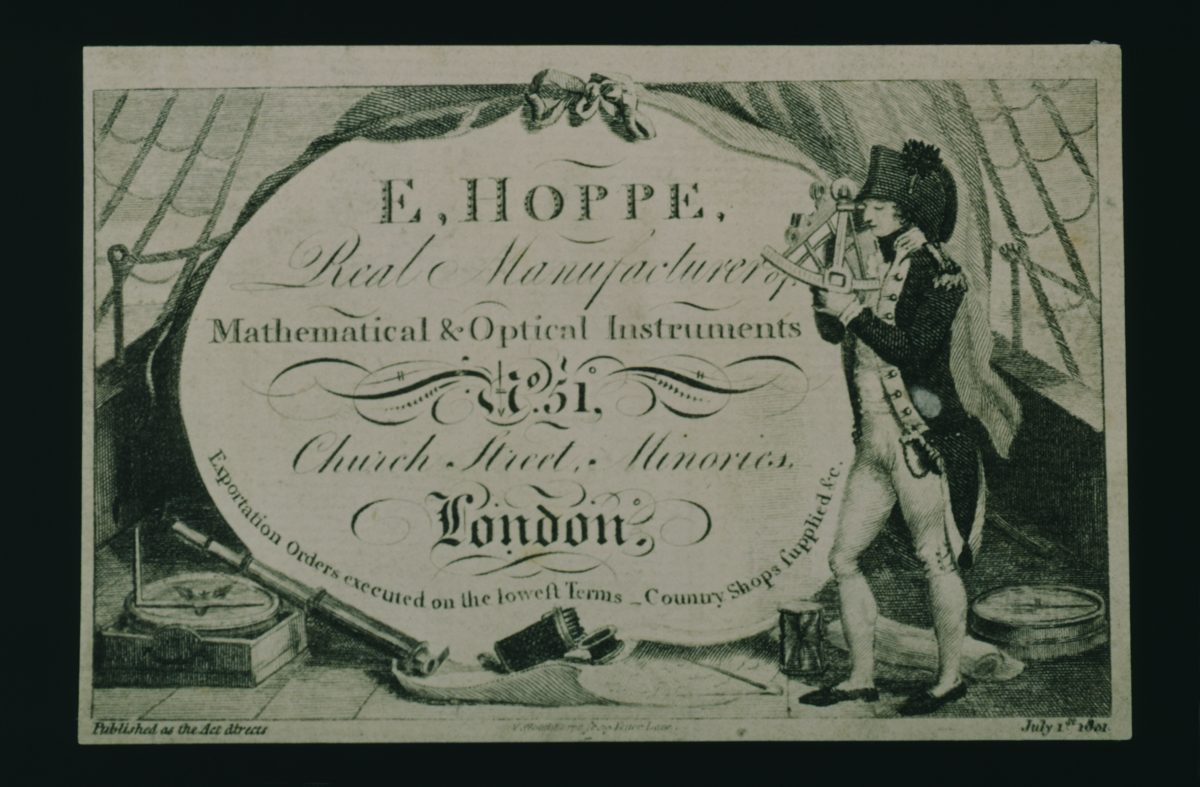 E, HOPPE,
Real Manufacturer of
Mathematical & Optical Instruments
No. 51,
Church Street, Minories,
London,
Exportation Orders executed on the loweſt Terms _ Country Shops ſupplied &c.
Published as the Act directs
July 1st 1801.